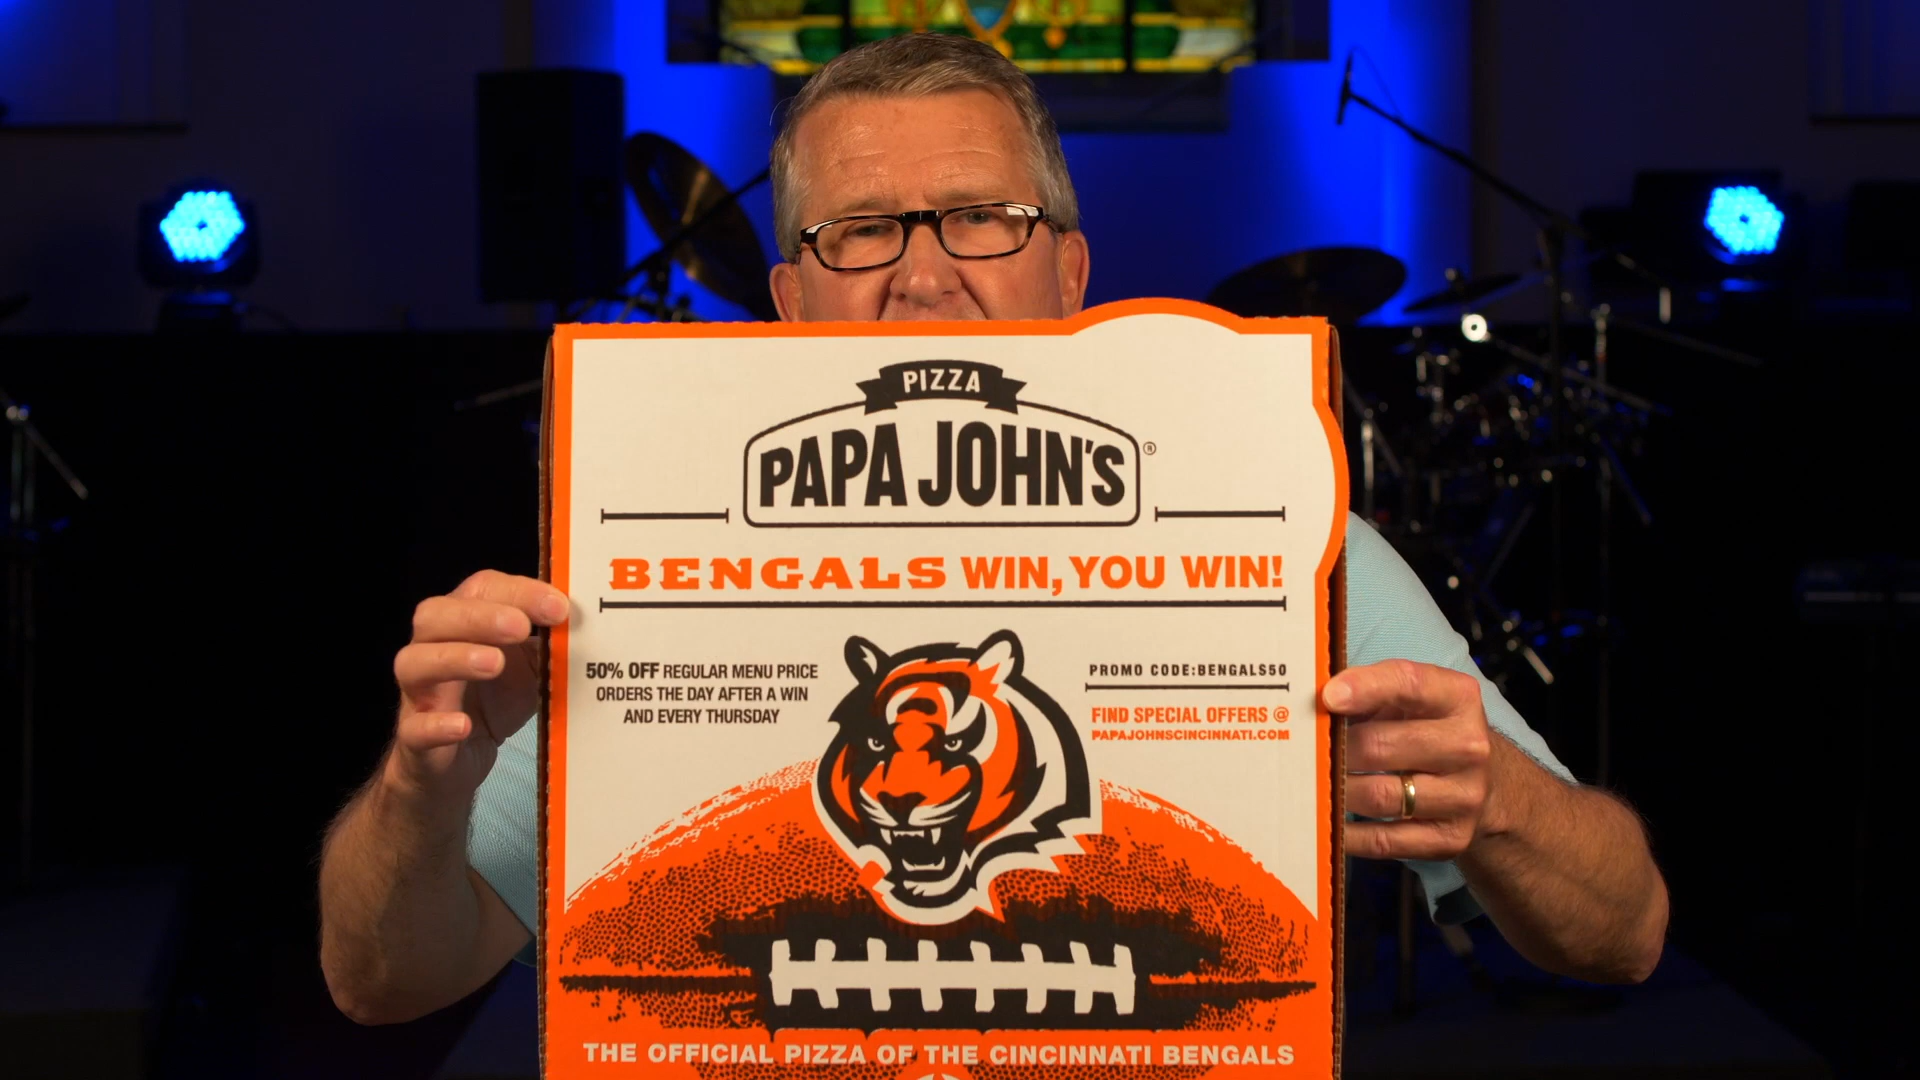 PIZZA
PAPA JOHN'S®
BENGALS WIN, YOU WIN!
50% OFF REGULAR MENU PRICE
ORDERS THE DAY AFTER A WIN
AND EVERY THURSDAY
PROMO CODE:BENGALS50
FIND SPECIAL OFFERS @
PAPAJOHNSCINCINNATI.COM
THE OFFICIAL PIZZA OF THE CINCINNATI BENGALS